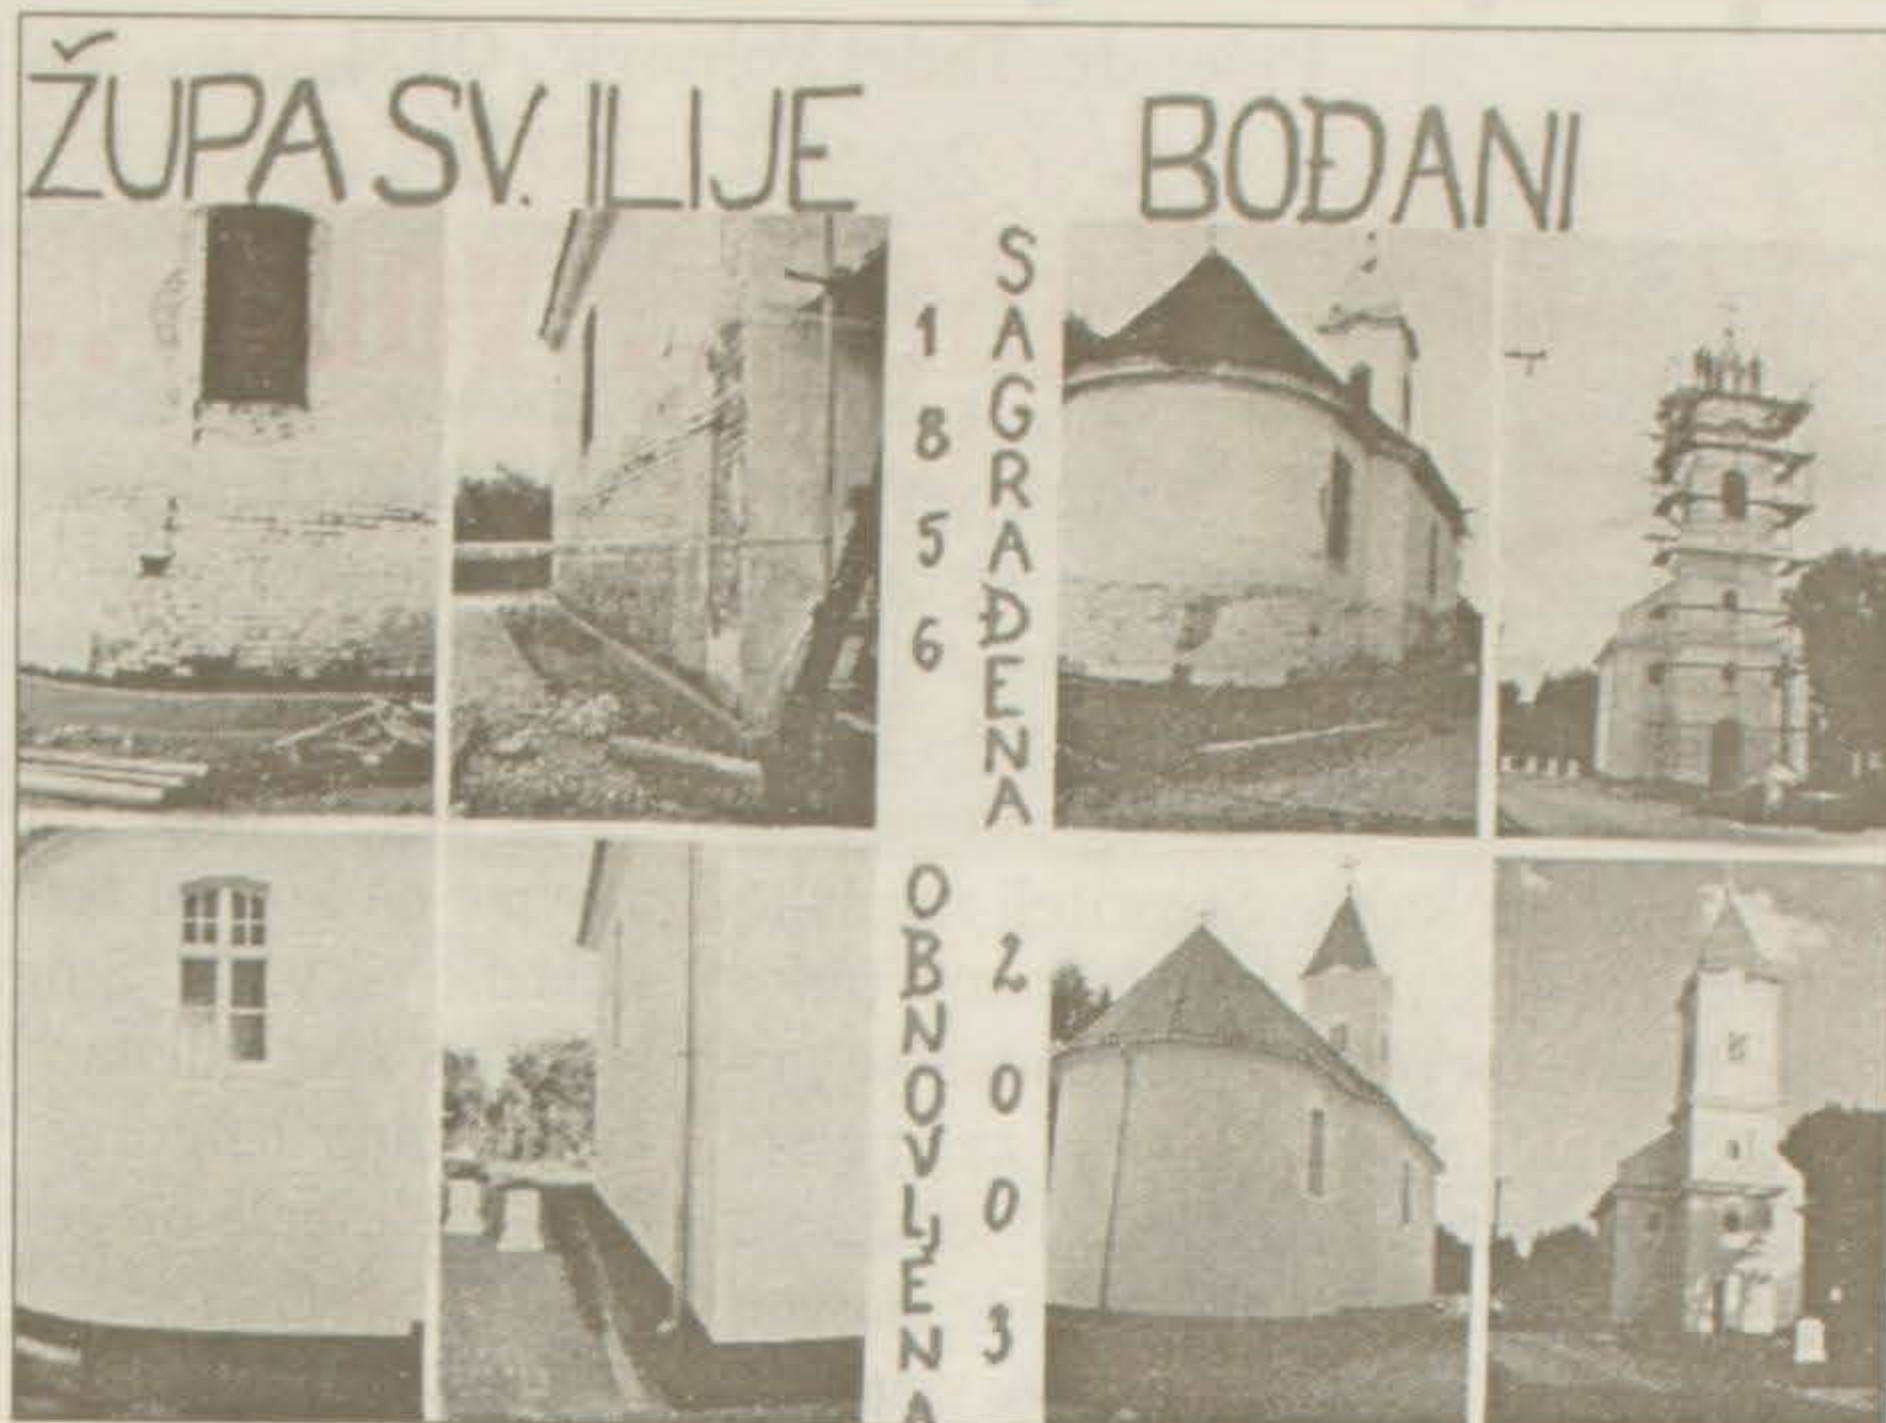 ŽUPA SV. ILIJE BOĐANI
SAGRAĐENA
1856
OBNOVLJENA
2003